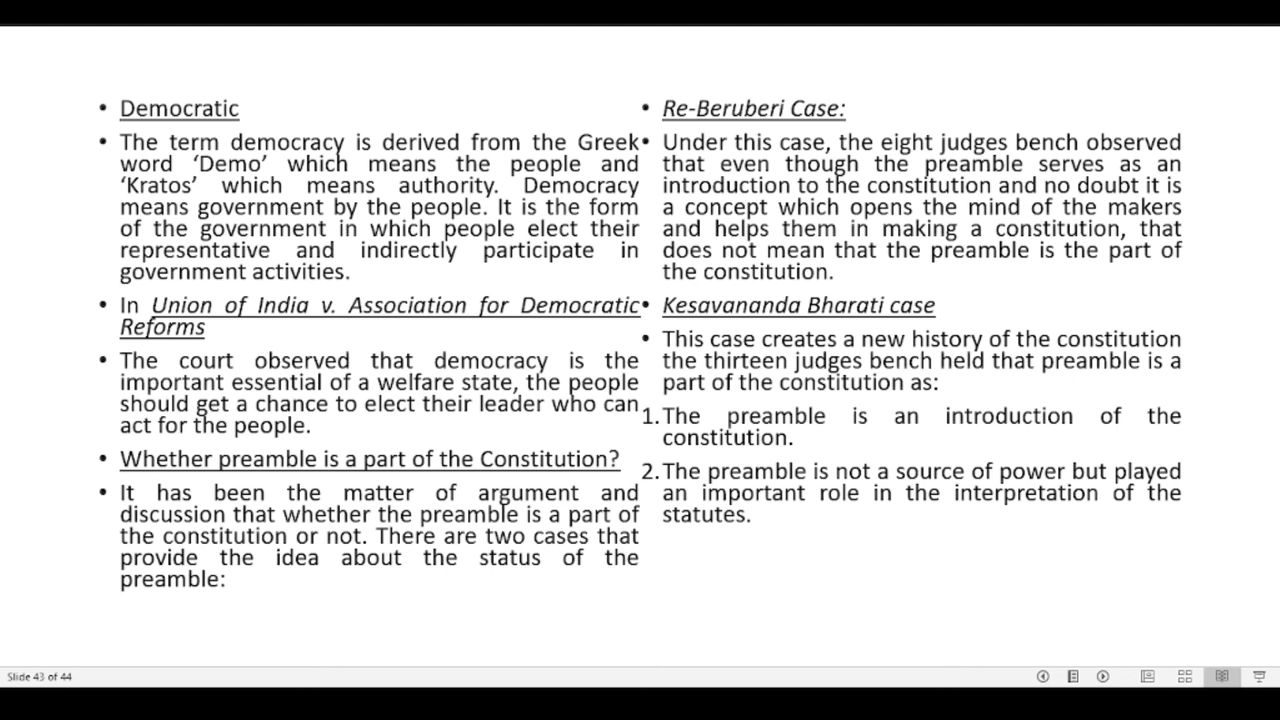 • Democratic
• The term democracy is derived from the Greek
word ‘Demo’ which means the people and
‘Kratos’ which means authority. Democracy
means government by the people. It is the form
of the government in which people elect their
representative and indirectly participate in
government activities.
• In Union of India v. Association for Democratic
Reforms
• The court observed that democracy is the
important essential of a welfare state, the people
should get a chance to elect their leader who can
act for the people.
• Whether preamble is a part of the Constitution?
• It has been the matter of argument and
discussion that whether the preamble is a part of
the constitution or not. There are two cases that
provide the idea about the status of the
preamble:
• Re-Beruberi Case:
• Under this case, the eight judges bench observed
that even though the preamble serves as an
introduction to the constitution and no doubt it is
a concept which opens the mind of the makers
and helps them in making a constitution, that
does not mean that the preamble is the part of
the constitution.
• Kesavananda Bharati case
• This case creates a new history of the constitution
the thirteen judges bench held that preamble is a
part of the constitution as:
1. The preamble is an introduction of the
constitution.
2. The preamble is not a source of power but played
an important role in the interpretation of the
statutes.
Slide 43 of 44